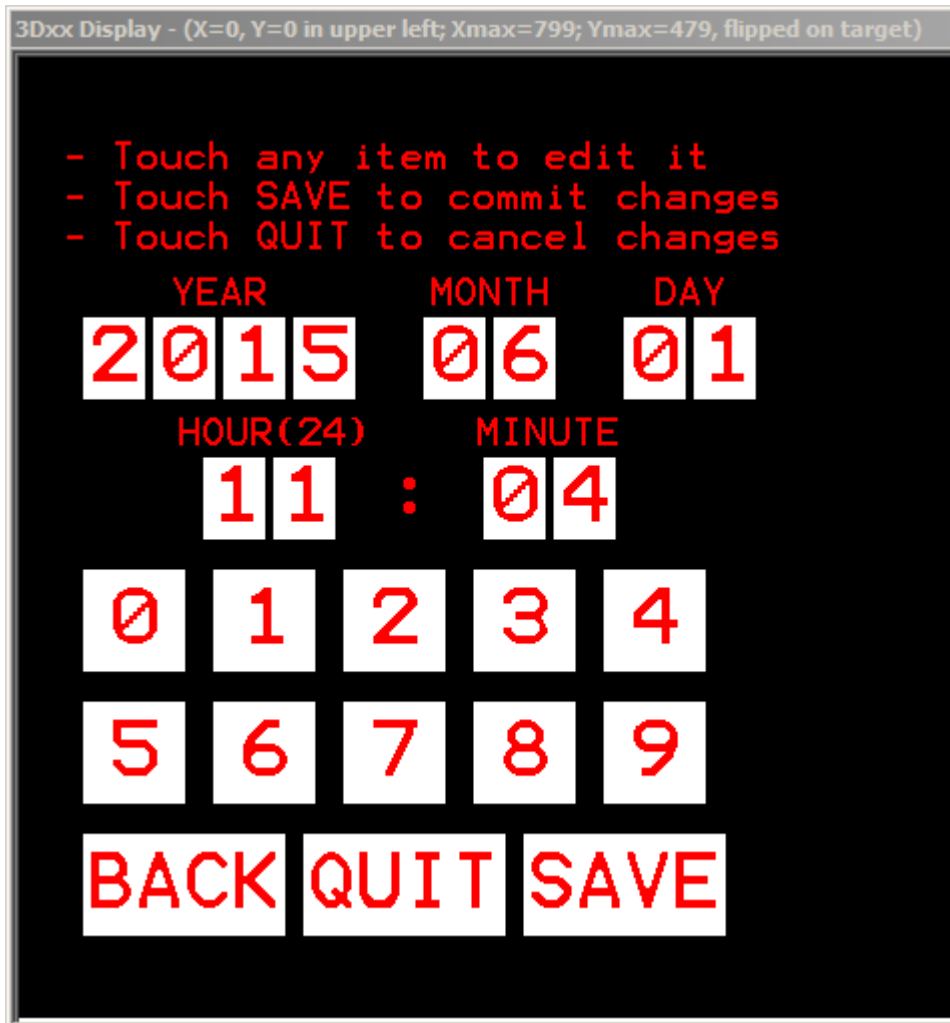 3Dxx Display - (X=0, Y=0 in upper left; Xmax=799; Ymax=479, flipped on target)
- Touch any item to edit it
- Touch SAVE to commit changes
- Touch QUIT to cancel changes
YEAR MONTH DAY
2015 06 01
HOUR(24) MINUTE
11 : 04
0 1 2 3 4
5 6 7 8 9
BACK QUIT SAVE